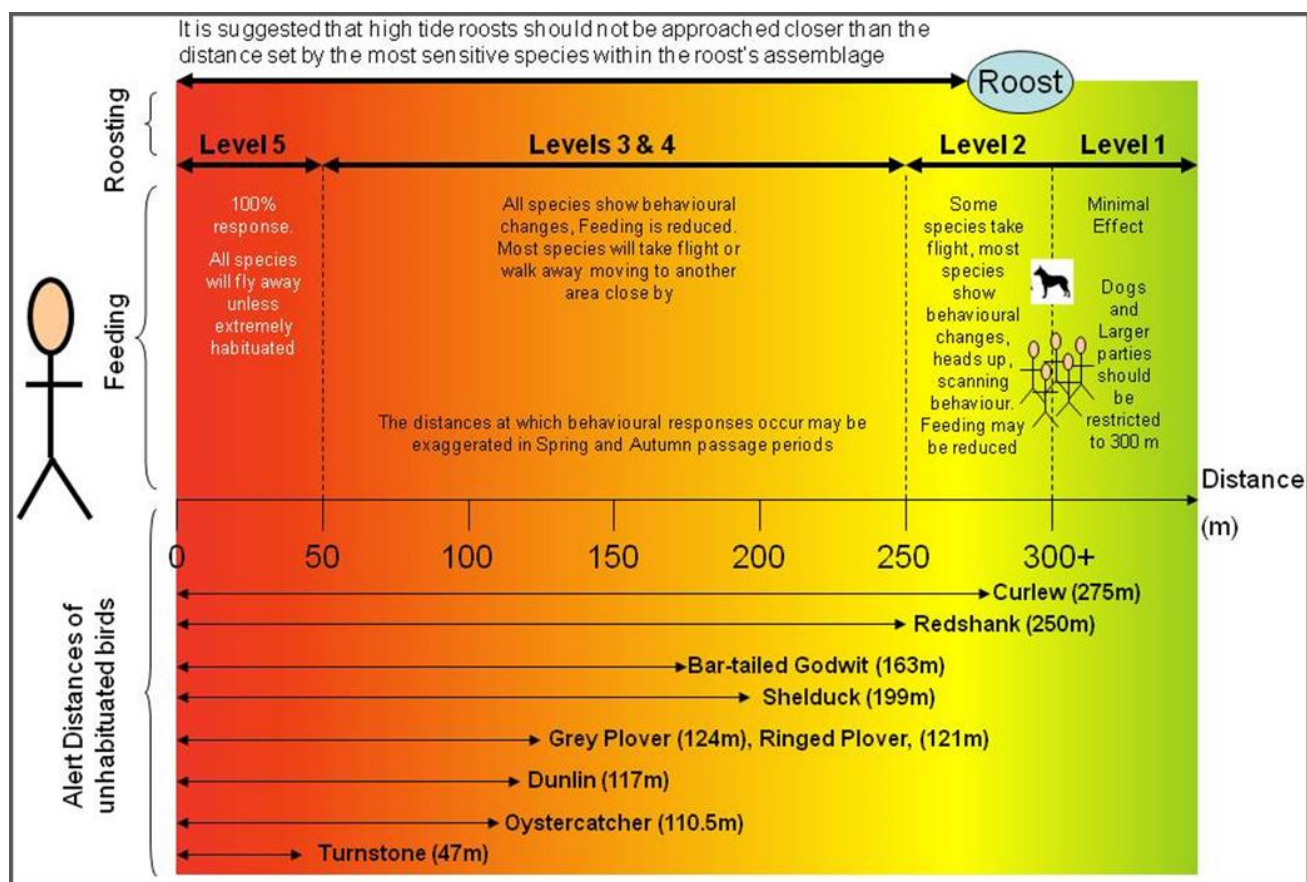 It is suggested that high tide roosts should not be approached closer than the
distance set by the most sensitive species within the roost's assemblage
Roost
Roosting
Level 5
Levels 3 & 4
Level 2
Level 1
Feeding
100%
response.
All species
will fly away
unless
extremely
habituated
All species show behavioural
changes, Feeding is reduced.
Most species will take flight or
walk away moving to another
area close by
The distances at which behavioural responses occur may be
exaggerated in Spring and Autumn passage periods
Some
species take
flight, most
species
show
behavioural
changes,
heads up,
scanning
behaviour.
Feeding may
be reduced
Minimal
Effect
Dogs
and
Larger
parties
should
be
restricted
to 300 m
Distance
(m)
0 50 100 150 200 250 300+
Alert Distances of
unhabituated birds
Curlew (275m)
Redshank (250m)
Bar-tailed Godwit (163m)
Shelduck (199m)
Grey Plover (124m), Ringed Plover, (121m)
Dunlin (117m)
Oystercatcher (110.5m)
Turnstone (47m)